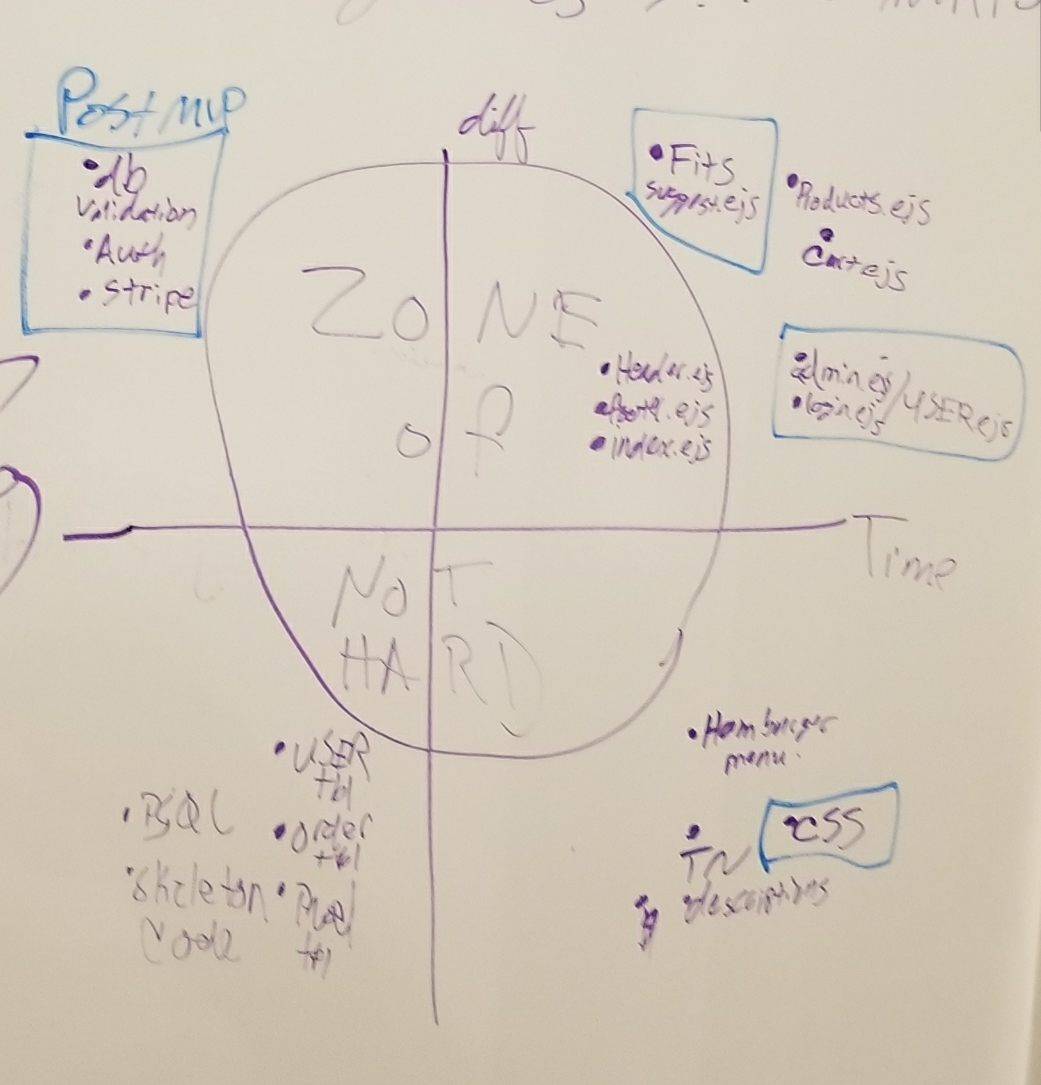 Post MVP
• db
validation
• Auth
• stripe
diff
• Fits
suggest.ejs
• Products.ejs
• Cart.ejs
ZONE
of
• Header.ejs
• footer.ejs
• index.ejs
• admin.ejs/USER.ejs
• login.ejs
Time
NOT
HARD
• USER
tbl
• PSQL
• order
tbl
• Skeleton
Code
• Prod
tbl
• Hamburger
menu.
• CSS
• TN
descriptions